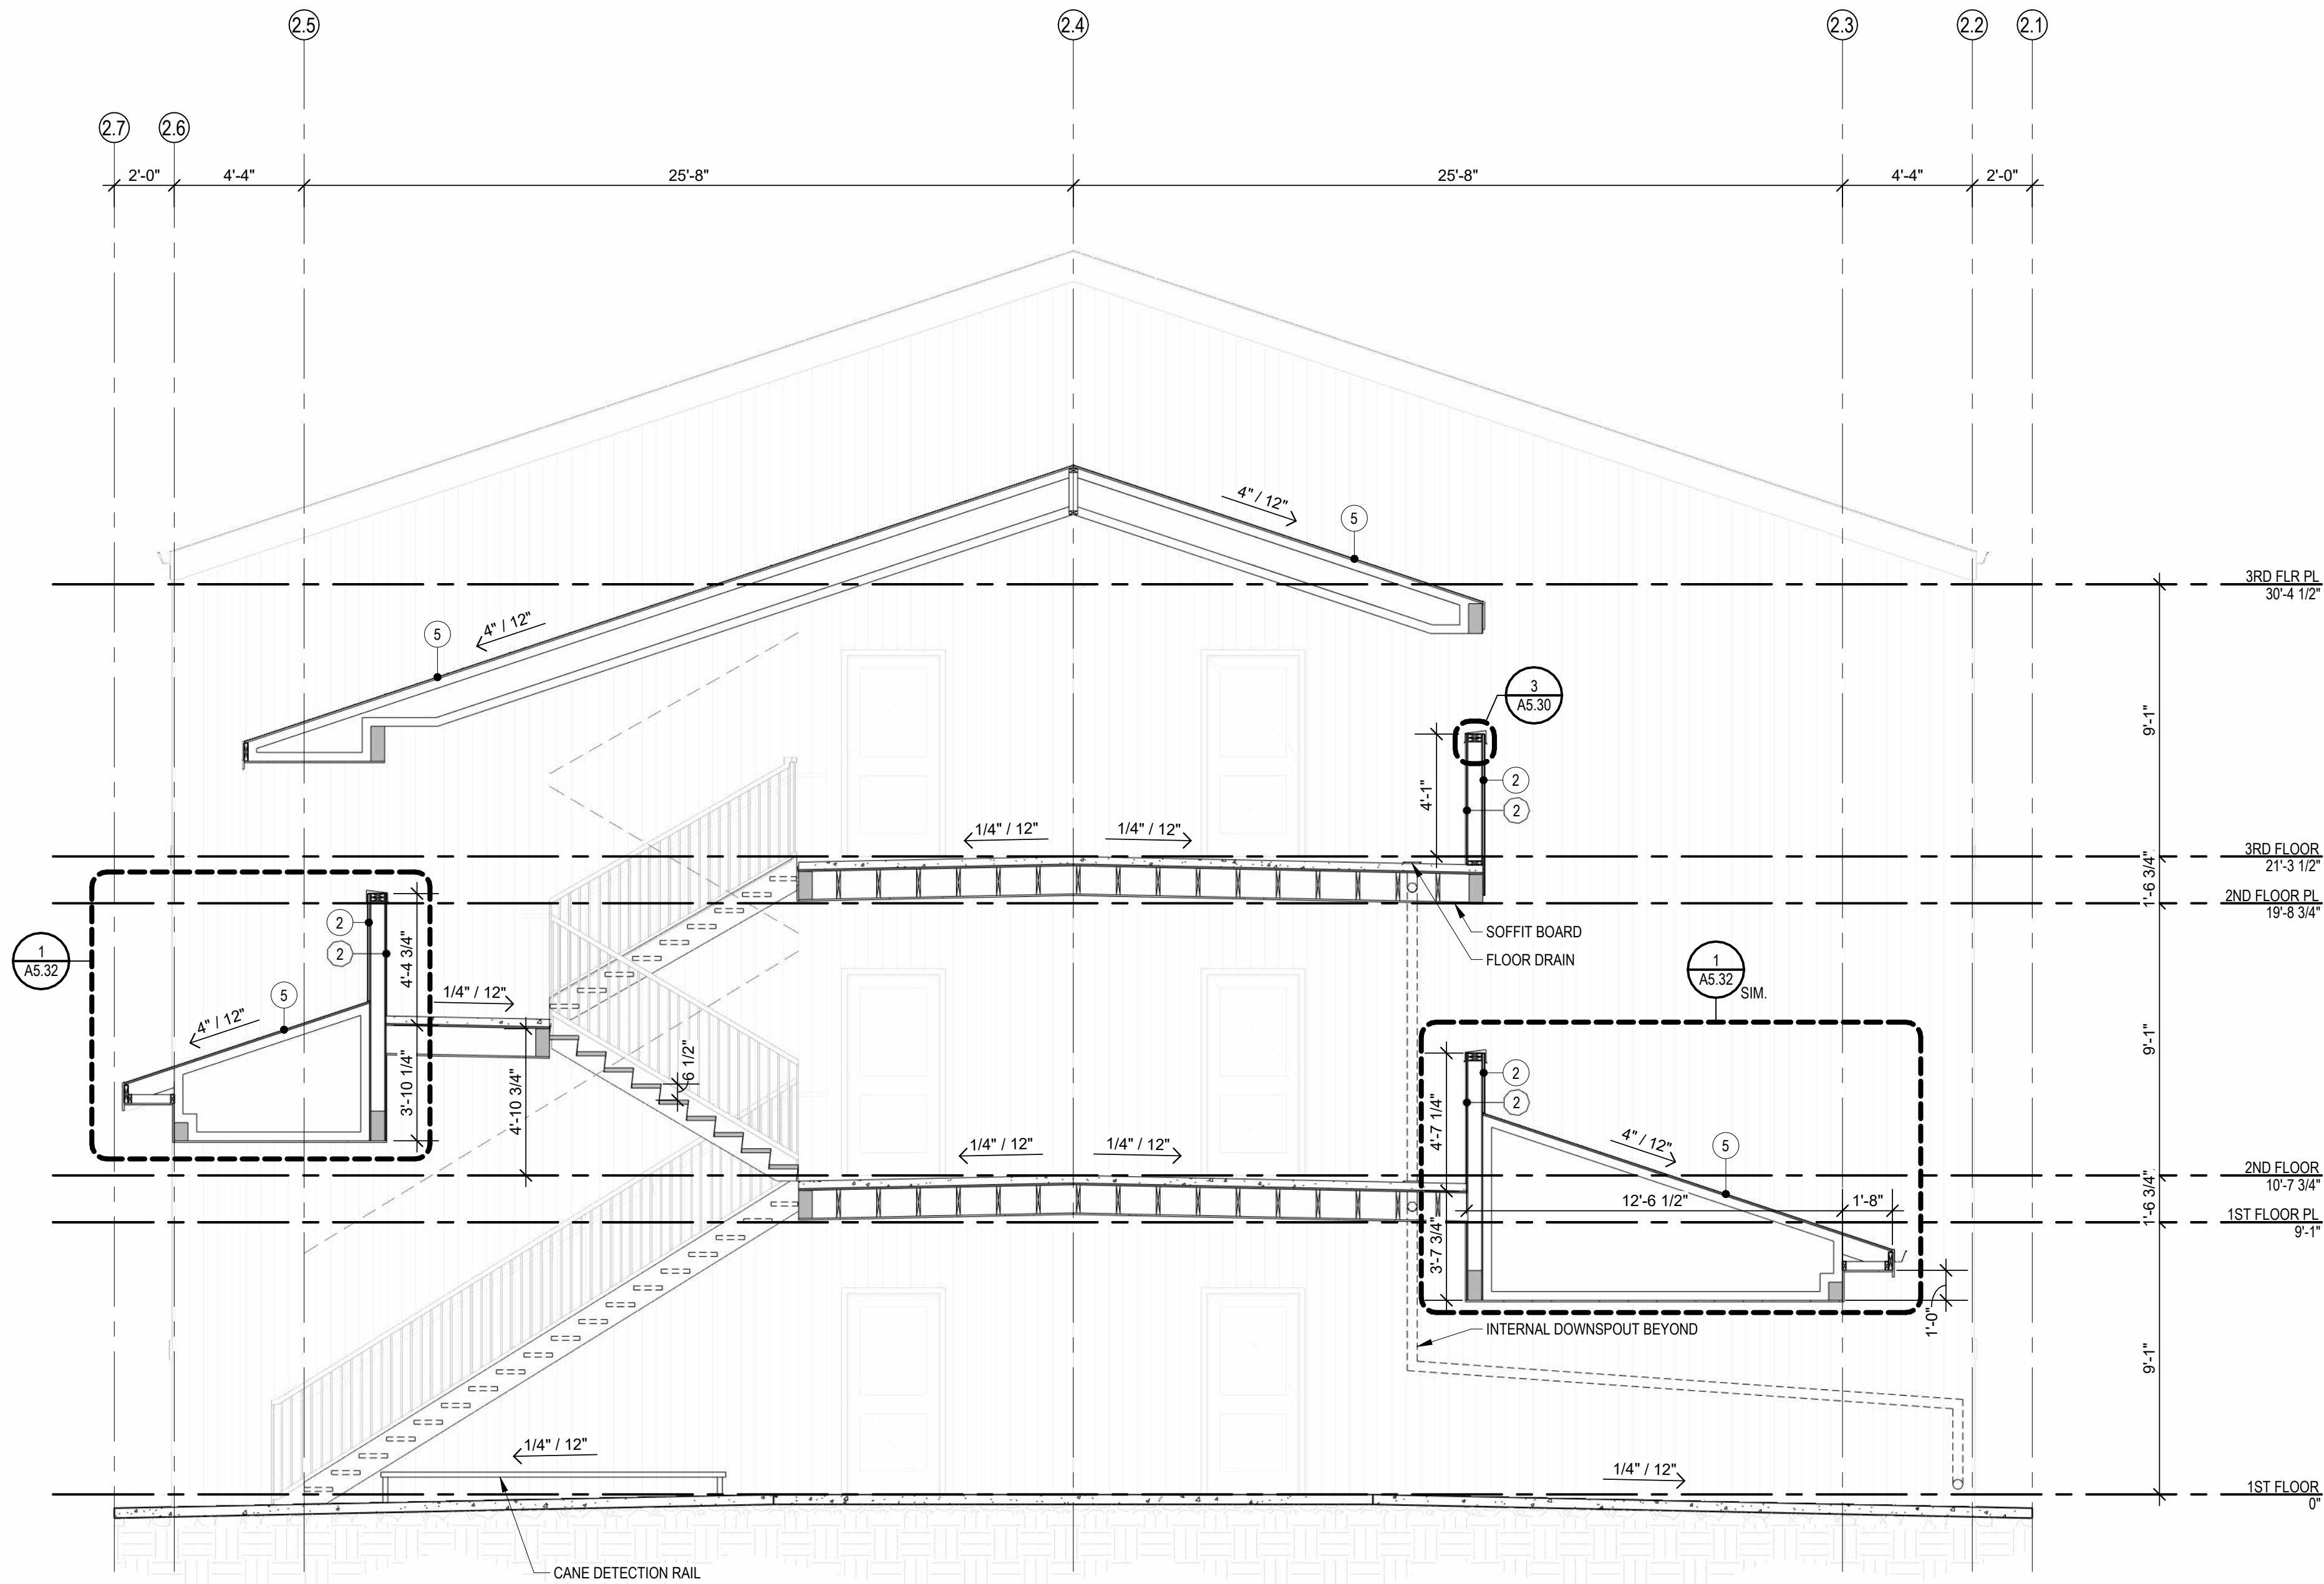 2.5
2.4
2.3
2.2
2.1
2.7
2.6
2'-0"
4'-4"
25'-8"
25'-8"
4'-4"
2'-0"
4" / 12"
5
3RD FLR PL
30'-4 1/2"
4" / 12"
5
3
A5.30
9'-1"
2
4'-1"
2
1/4" / 12"
1/4" / 12"
3RD FLOOR
21'-3 1/2"
1'-6 3/4"
2ND FLOOR PL
19'-8 3/4"
2
SOFFIT BOARD
1
A5.32
2
4'-4 3/4"
FLOOR DRAIN
1
A5.32
SIM.
5
1/4" / 12"
4" / 12"
9'-1"
6 1/2"
2
3'-10 1/4"
4'-10 3/4"
2
4'-7 1/4"
1/4" / 12"
1/4" / 12"
4" / 12"
5
2ND FLOOR
10'-7 3/4"
12'-6 1/2"
1'-8"
1'-6 3/4"
1ST FLOOR PL
9'-1"
3'-7 3/4"
INTERNAL DOWNSPOUT BEYOND
1'-0"
9'-1"
1/4" / 12"
1/4" / 12"
1ST FLOOR
0"
CANE DETECTION RAIL